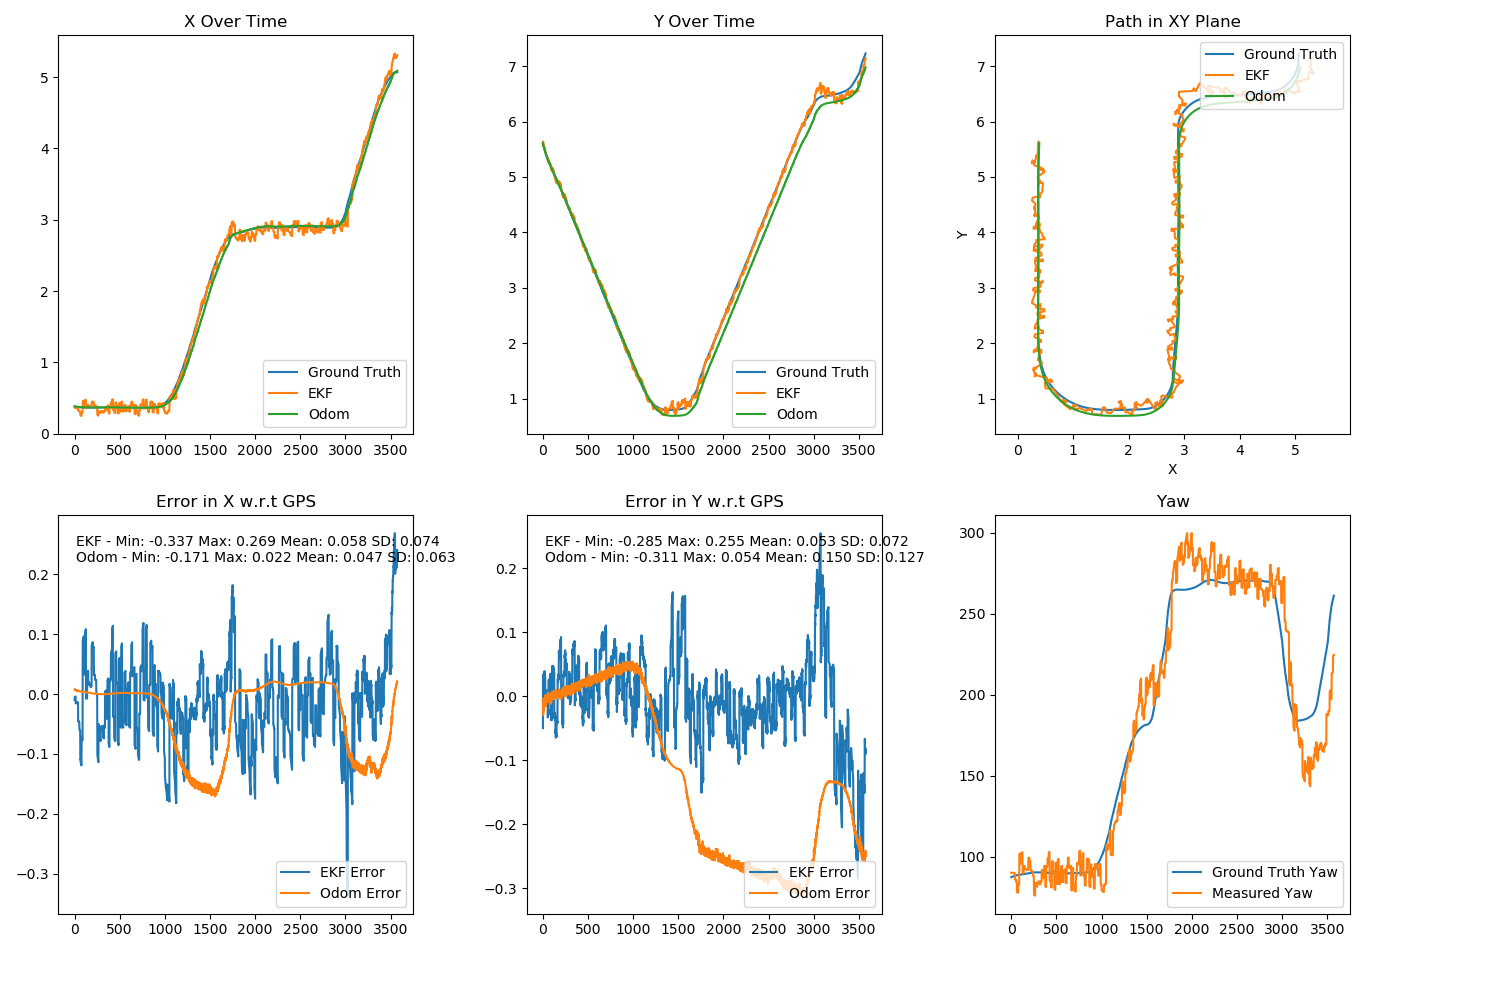 X Over Time
5
4
3
2
1
0
0 500 1000 1500 2000 2500 3000 3500
Ground Truth
EKF
Odom
Y Over Time
7
6
5
4
3
2
1
0 500 1000 1500 2000 2500 3000 3500
Ground Truth
EKF
Odom
Path in XY Plane
Y
7
6
5
4
3
2
1
0 1 2 3 4 5
X
Ground Truth
EKF
Odom
Error in X w.r.t GPS
EKF - Min: -0.337 Max: 0.269 Mean: 0.058 SD: 0.074
Odom - Min: -0.171 Max: 0.022 Mean: 0.047 SD: 0.063
0.2
0.1
0.0
−0.1
−0.2
−0.3
0 500 1000 1500 2000 2500 3000 3500
EKF Error
Odom Error
Error in Y w.r.t GPS
EKF - Min: -0.285 Max: 0.255 Mean: 0.053 SD: 0.072
Odom - Min: -0.311 Max: 0.054 Mean: 0.150 SD: 0.127
0.2
0.1
0.0
−0.1
−0.2
−0.3
0 500 1000 1500 2000 2500 3000 3500
EKF Error
Odom Error
Yaw
300
250
200
150
100
0 500 1000 1500 2000 2500 3000 3500
Ground Truth Yaw
Measured Yaw